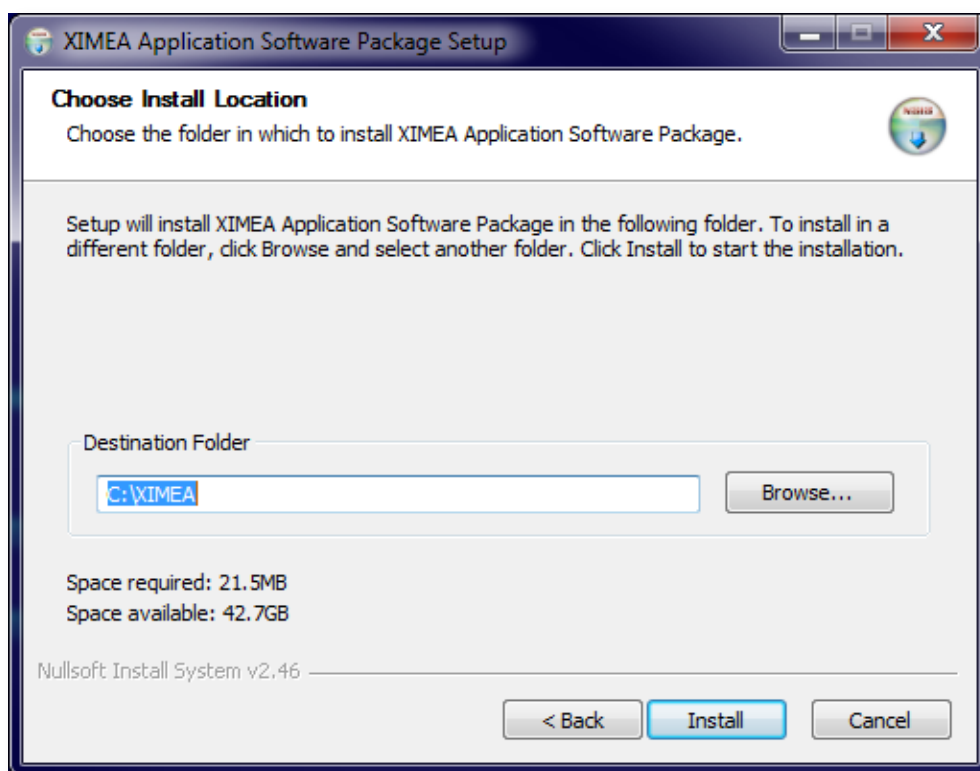 XIMEA Application Software Package Setup
Choose Install Location
Choose the folder in which to install XIMEA Application Software Package.
Setup will install XIMEA Application Software Package in the following folder. To install in a
different folder, click Browse and select another folder. Click Install to start the installation.
Destination Folder
C:\XIMEA
Browse...
Space required: 21.5MB
Space available: 42.7GB
Nullsoft Install System v2.46
< Back
Install
Cancel